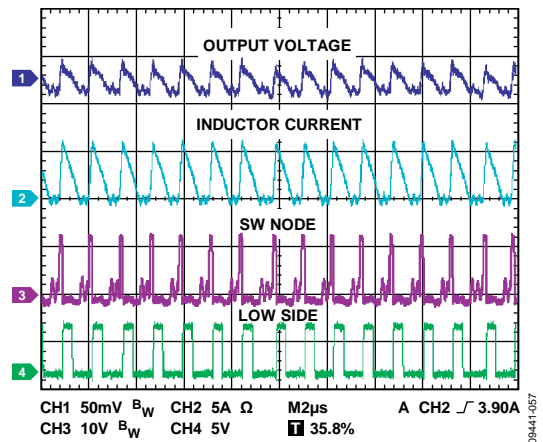 OUTPUT VOLTAGE
1
INDUCTOR CURRENT
2
SW NODE
3
LOW SIDE
4
CH1 50mV BW CH2 5A Ω M2µs A CH2 3.90A
CH3 10V BW CH4 5V T 35.8%
09441-057